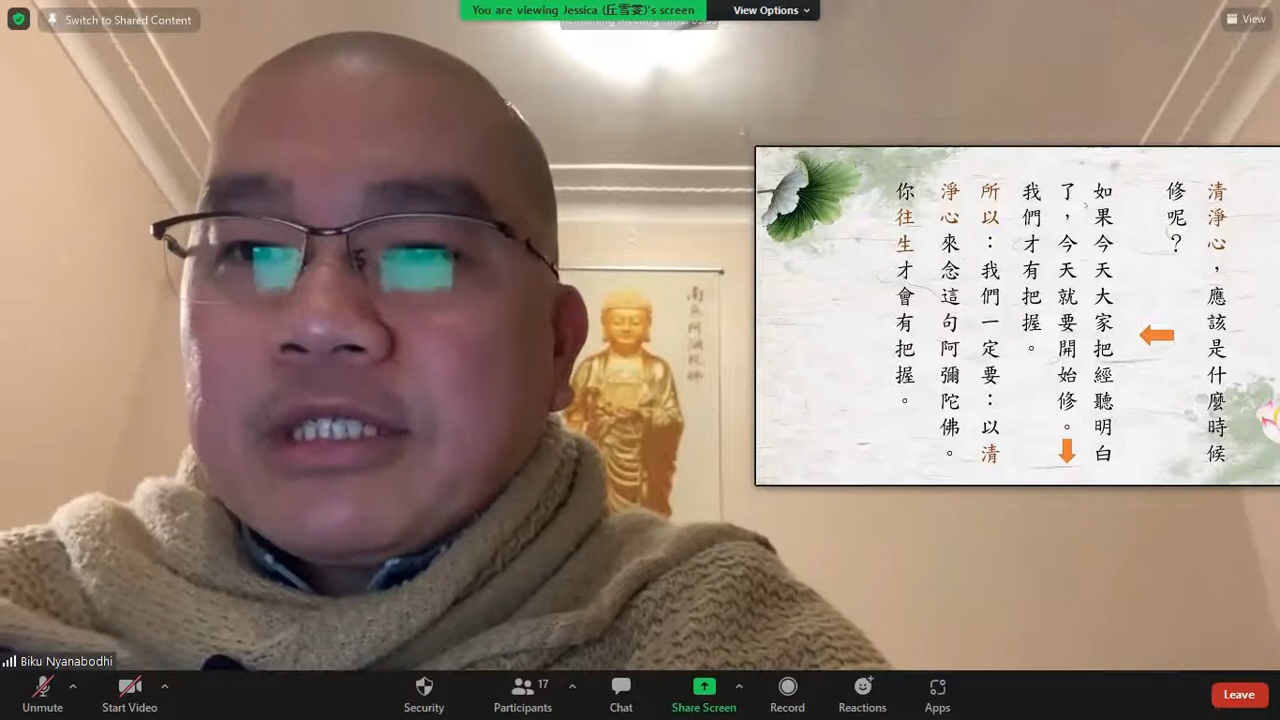 You are viewing Jessica (丘雪雯)'s screen
View Options
Switch to Shared Content
View
南無阿彌陀佛
清淨心，應該是什麼時候
修呢？
如果今天大家把經聽明白
了，今天就要開始修。
我們才有把握。
所以：我們一定要：以清
淨心來念這句阿彌陀佛。
你往生才會有把握。
Biku Nyanabodhi
Unmute
Start Video
Security
Participants
17
Chat
Share Screen
Record
Reactions
Apps
Leave